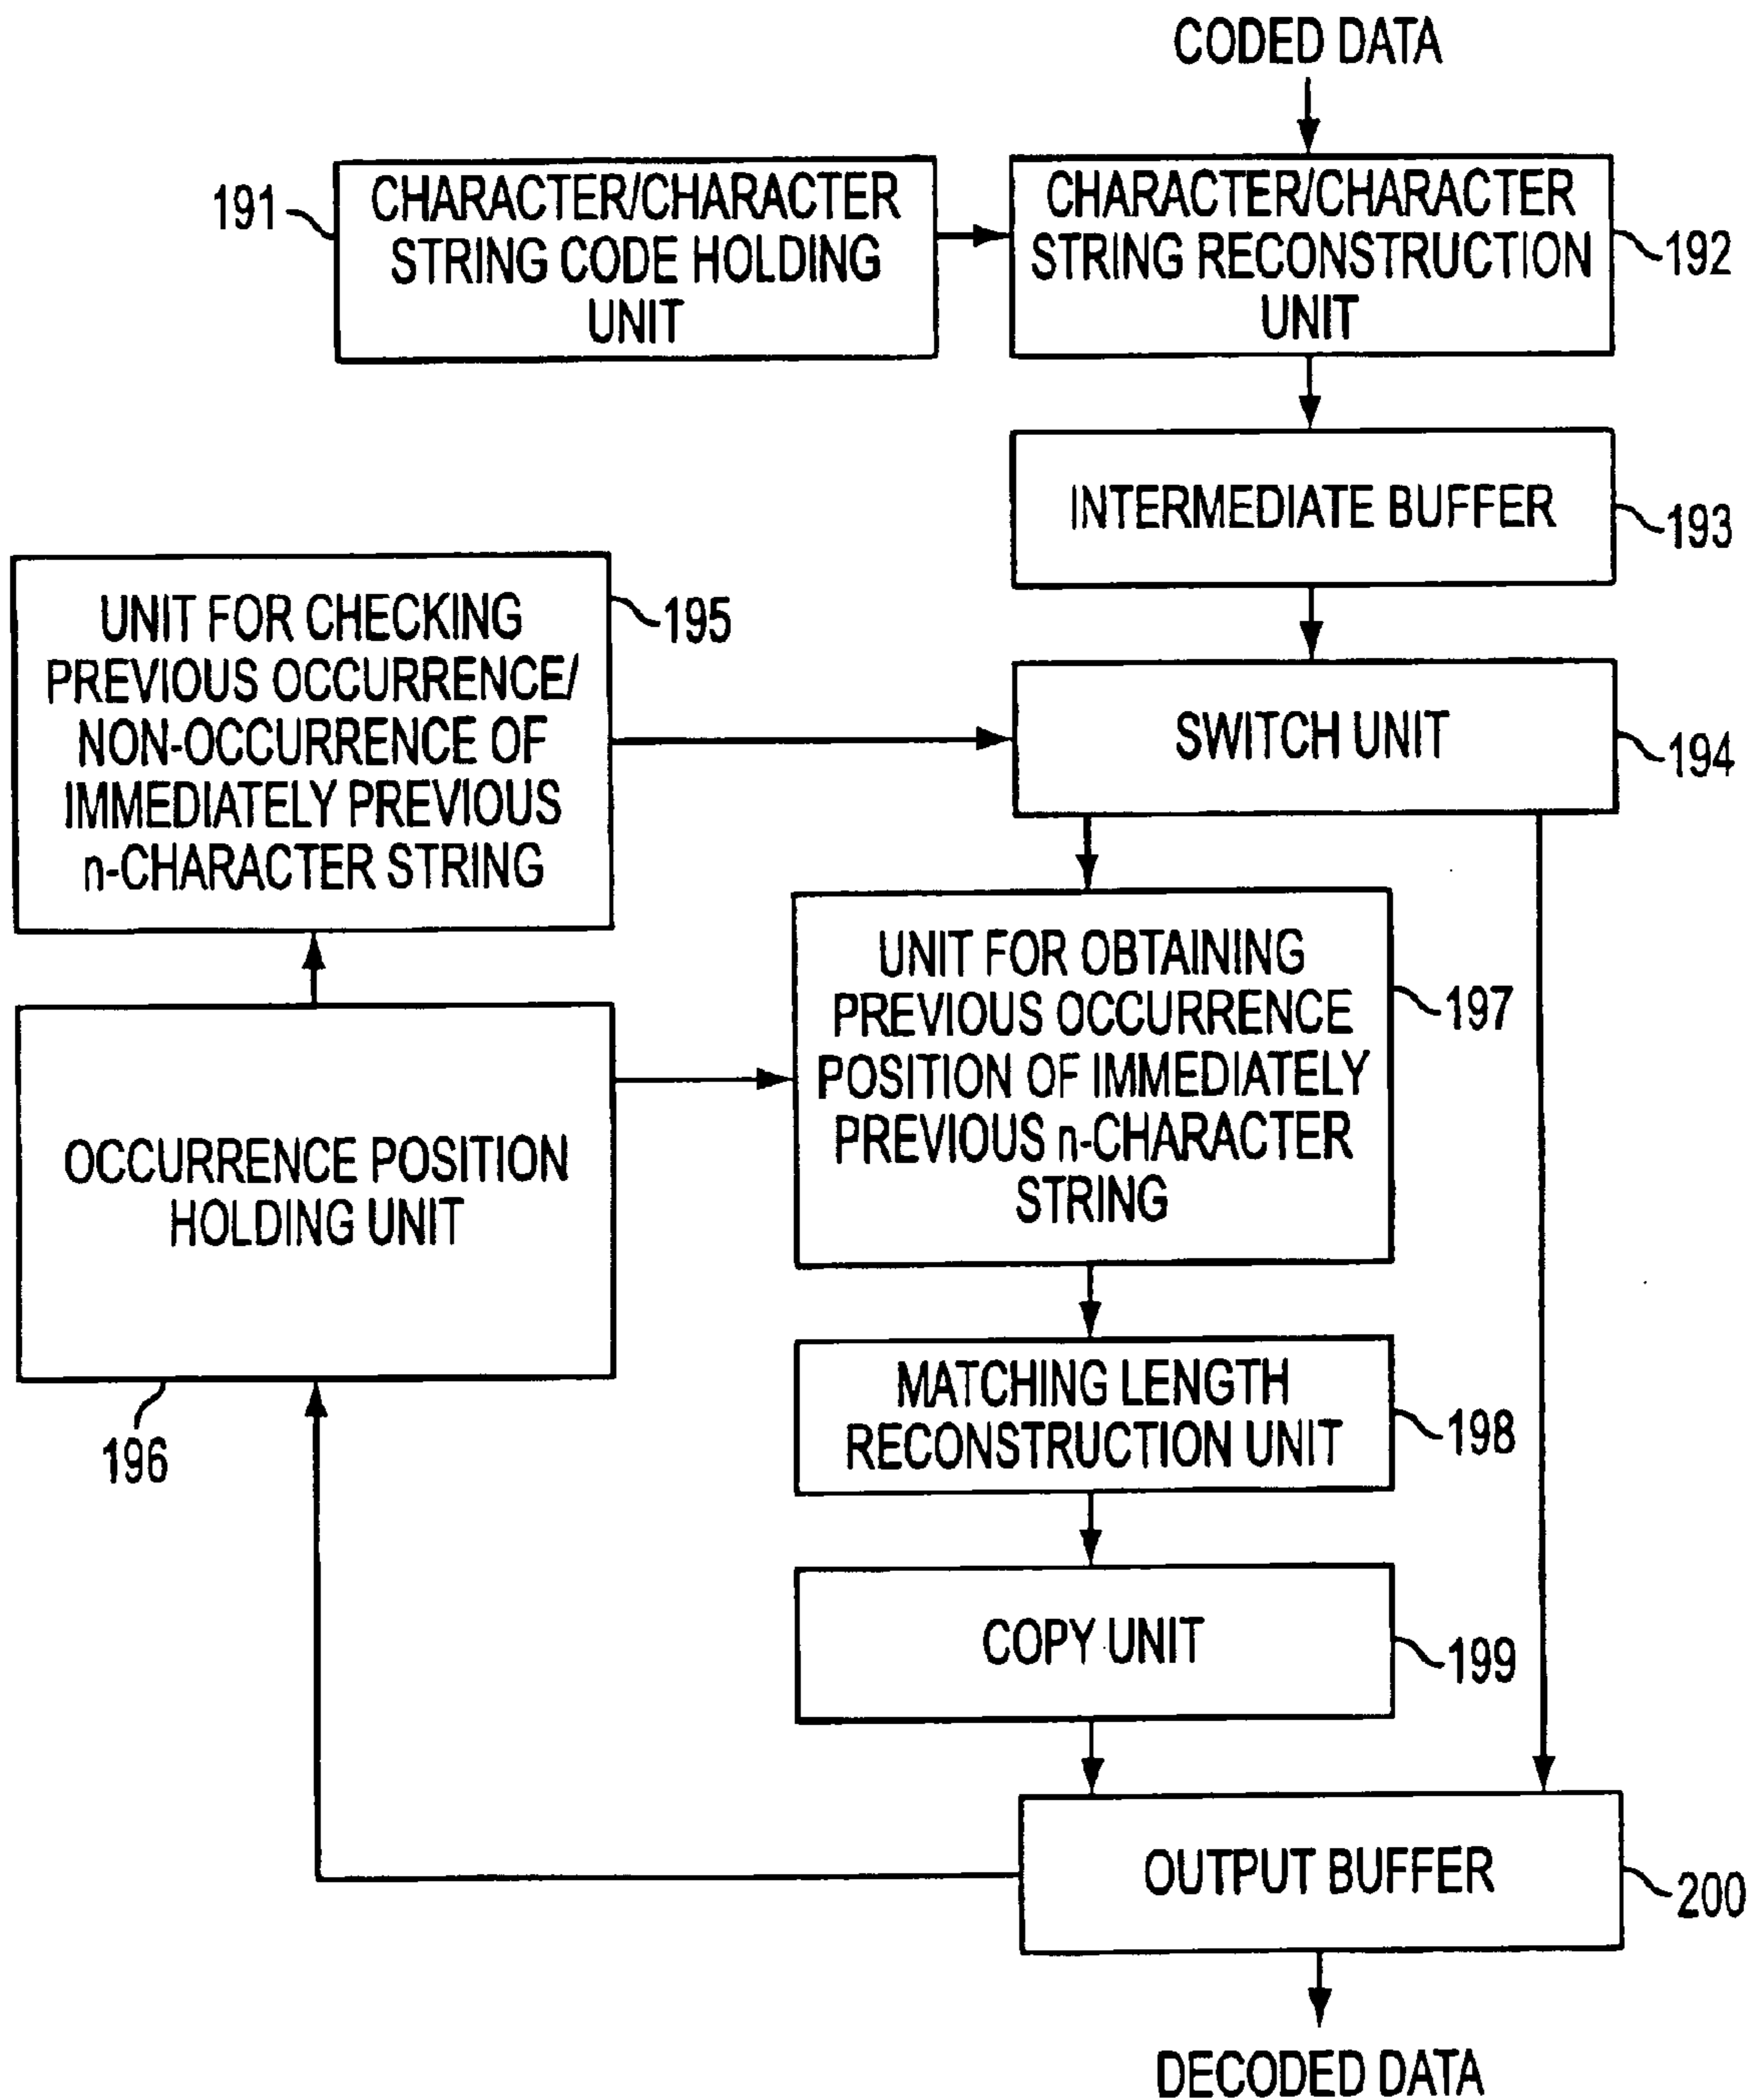 CODED DATA
191
CHARACTER/CHARACTER
STRING CODE HOLDING
UNIT
CHARACTER/CHARACTER
STRING RECONSTRUCTION
UNIT
192
INTERMEDIATE BUFFER
193
UNIT FOR CHECKING
PREVIOUS OCCURRENCE/
NON-OCCURRENCE OF
IMMEDIATELY PREVIOUS
n-CHARACTER STRING
195
SWITCH UNIT
194
UNIT FOR OBTAINING
PREVIOUS OCCURRENCE
POSITION OF IMMEDIATELY
PREVIOUS n-CHARACTER
STRING
197
OCCURRENCE POSITION
HOLDING UNIT
196
MATCHING LENGTH
RECONSTRUCTION UNIT
198
COPY UNIT
199
OUTPUT BUFFER
200
DECODED DATA